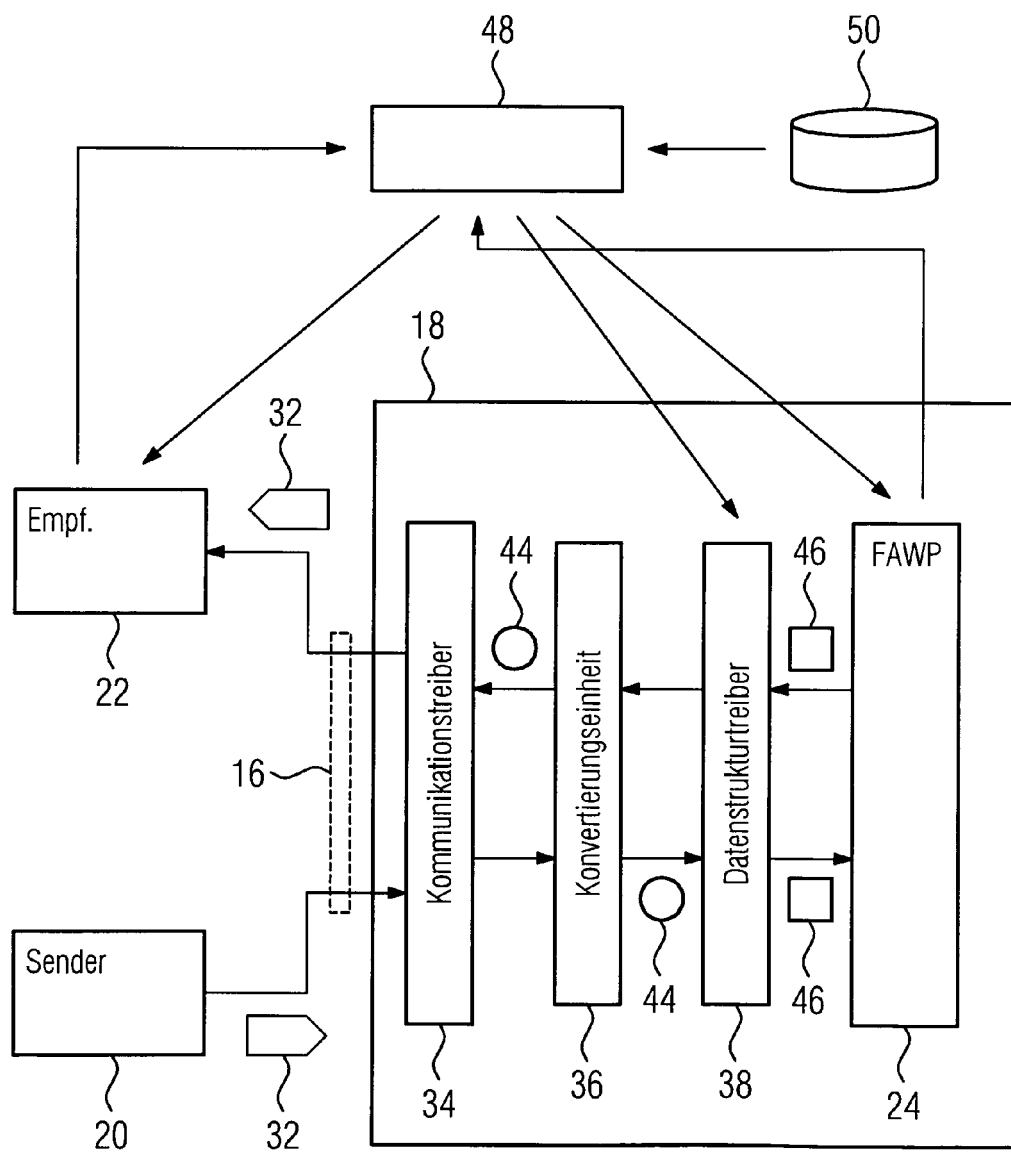 48
50
18
32
Empf.
FAWP
44
46
22
Kommunikationstreiber
Konvertierungseinheit
Datenstrukturtreiber
16
Sender
44
46
20
32
34
36
38
24